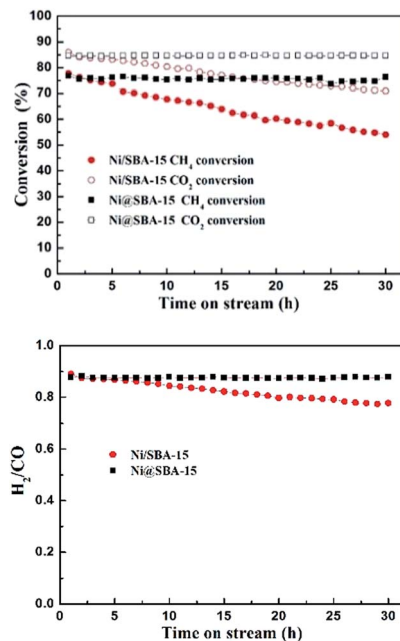 100
90
80
70
60
50
40
30
20
10
0
Conversion (%)
Ni/SBA-15 CH4 conversion
Ni/SBA-15 CO2 conversion
Ni@SBA-15 CH4 conversion
Ni@SBA-15 CO2 conversion
0 5 10 15 20 25 30
Time on stream (h)
1.0
0.8
0.6
0.4
0.2
0.0
H2/CO
Ni/SBA-15
Ni@SBA-15
0 5 10 15 20 25 30
Time on stream (h)